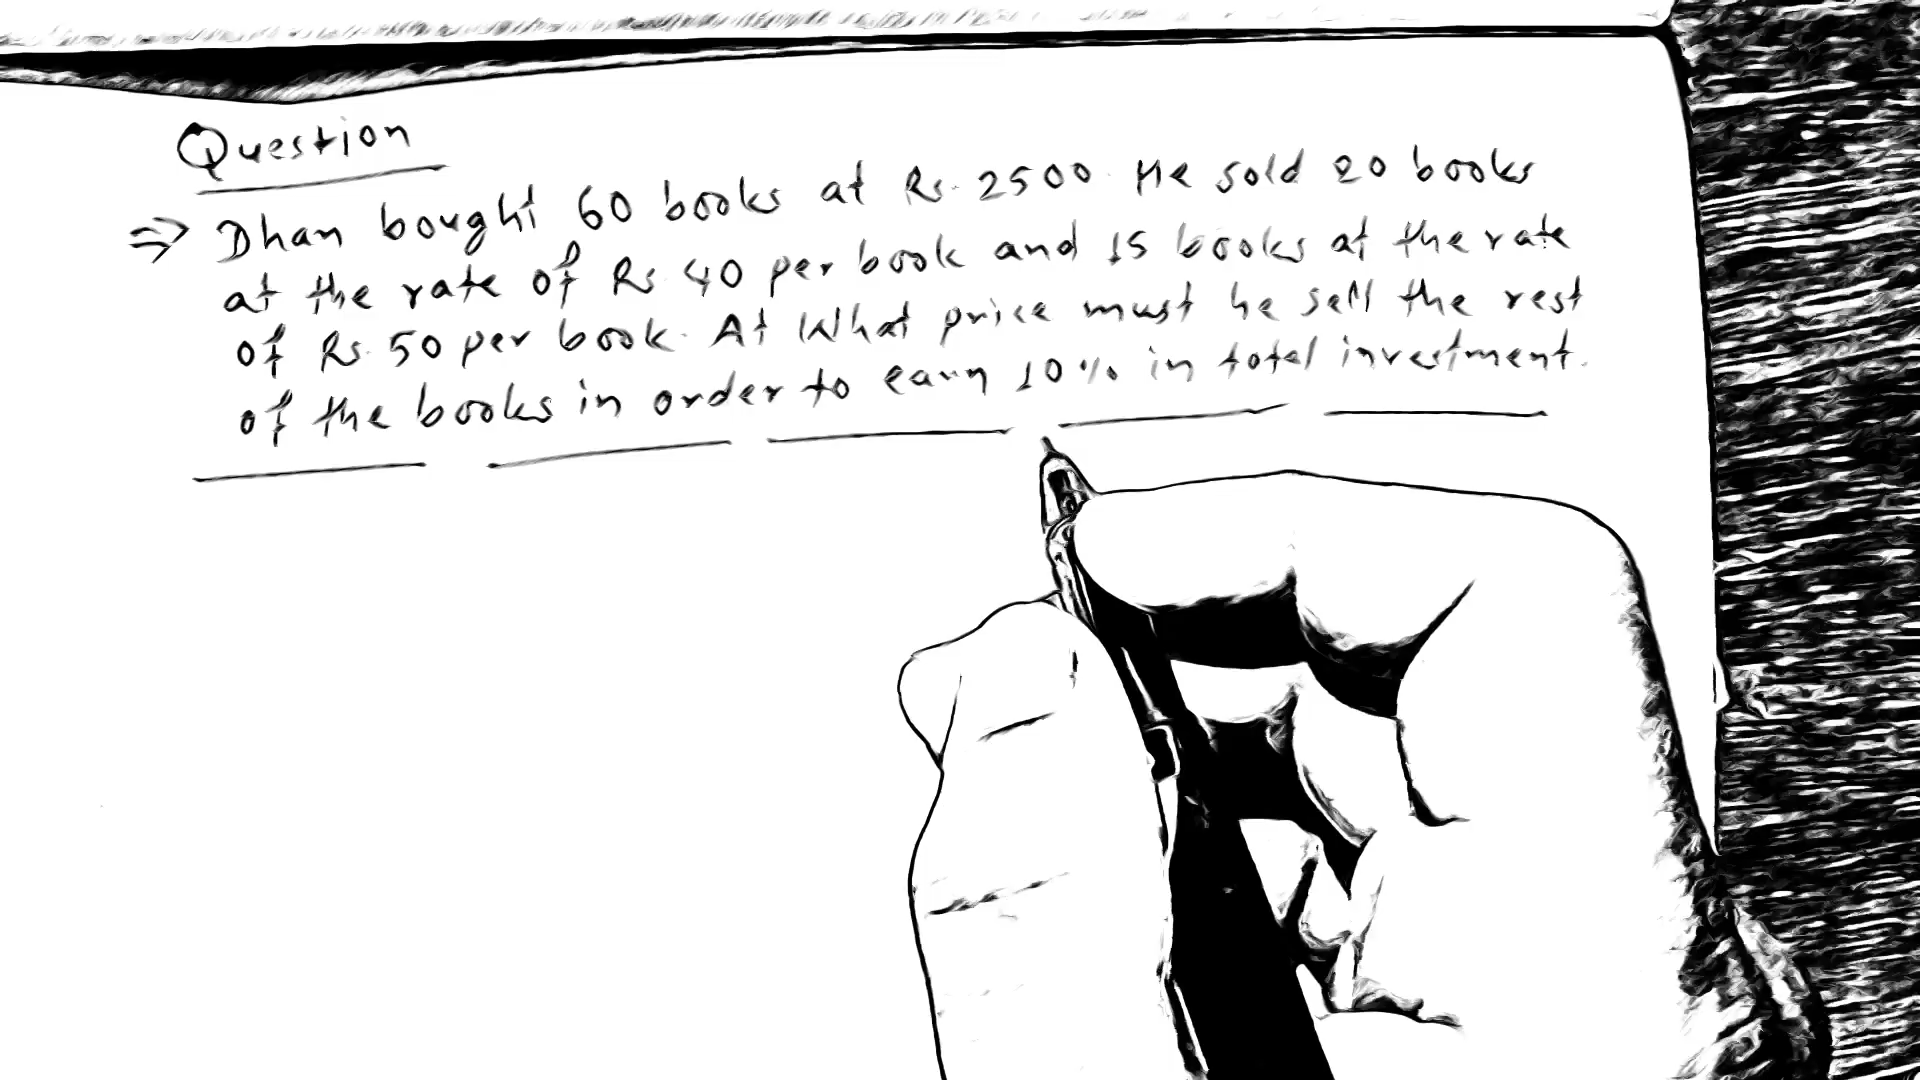 Question
⇒ Dhan bought 60 books at Rs. 2500. He sold 20 books
at the rate of Rs 40 per book and 15 books at the rate
of Rs. 50 per book. At What price must he sell the rest
of the books in order to earn 10% in total investment.